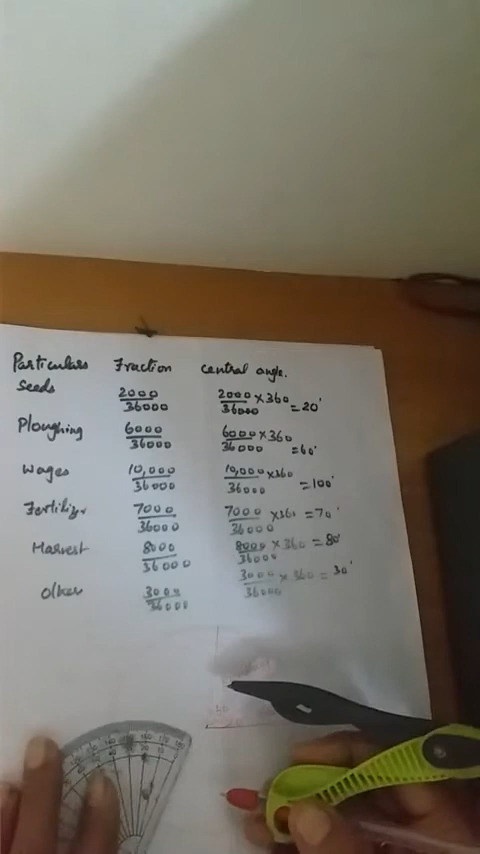 Particulars Fraction central angle.
Seeds 2000/36000 2000/36000 × 360 = 20°
Ploughing 6000/36000 6000/36000 × 360 = 60°
Wages 10,000/36000 10,000/36000 × 360 = 100°
Fertilizer 7000/36000 7000/36000 × 360 = 70°
Harvest 8000/36000 8000/36000 × 360 = 80°
Other 3000/36000 3000/36000 × 360 = 30°